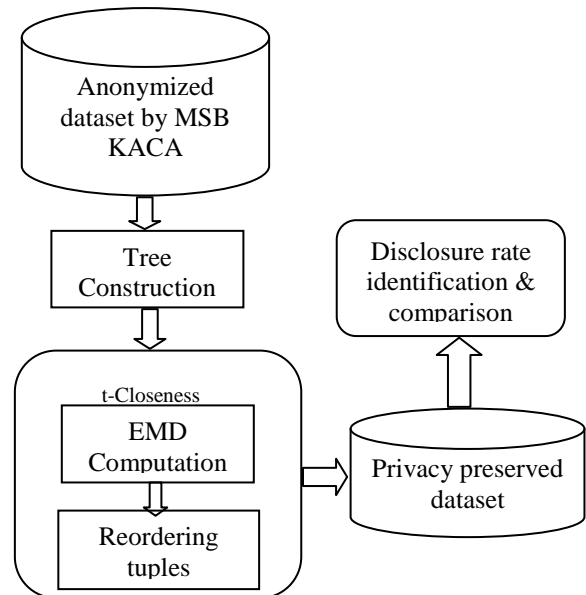 Anonymized
dataset by MSB
KACA
Tree
Construction
t-Closeness
EMD
Computation
Reordering
tuples
Privacy preserved
dataset
Disclosure rate
identification &
comparison